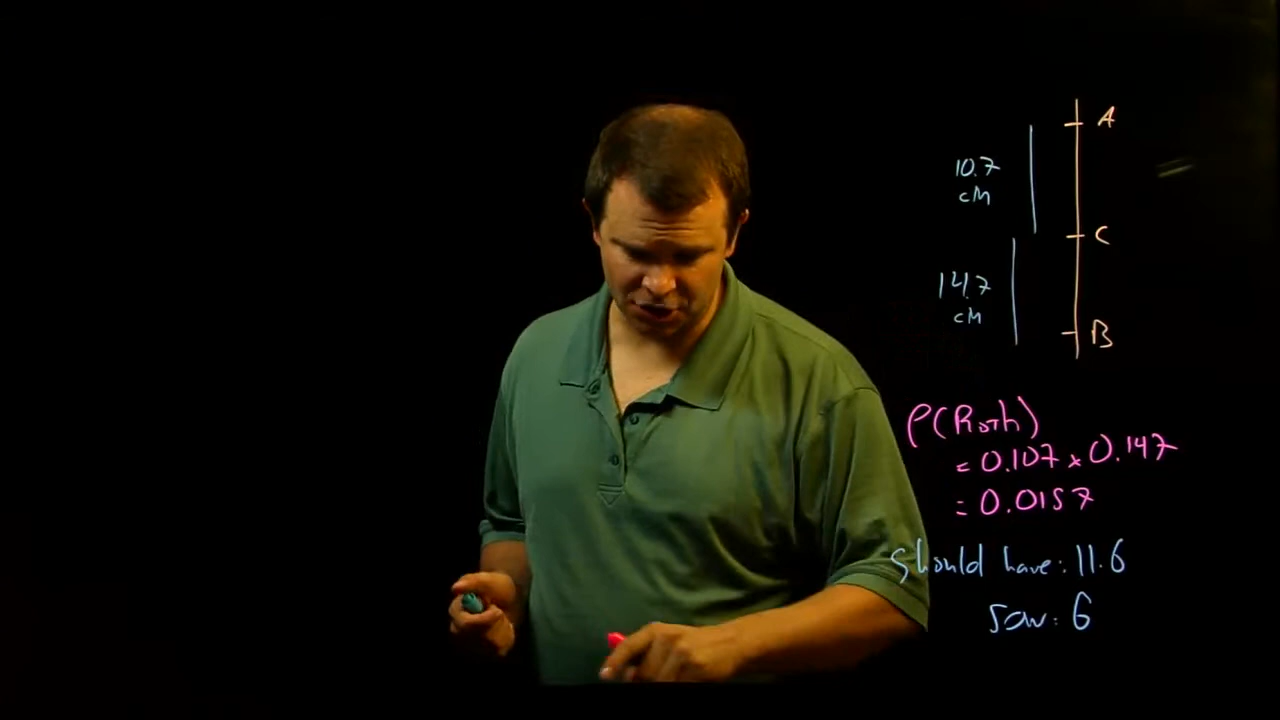 A
10.7
cM
C
14.7
cM
B
P(Both)
= 0.107 x 0.147
= 0.0157
should have: 11.6
saw: 6